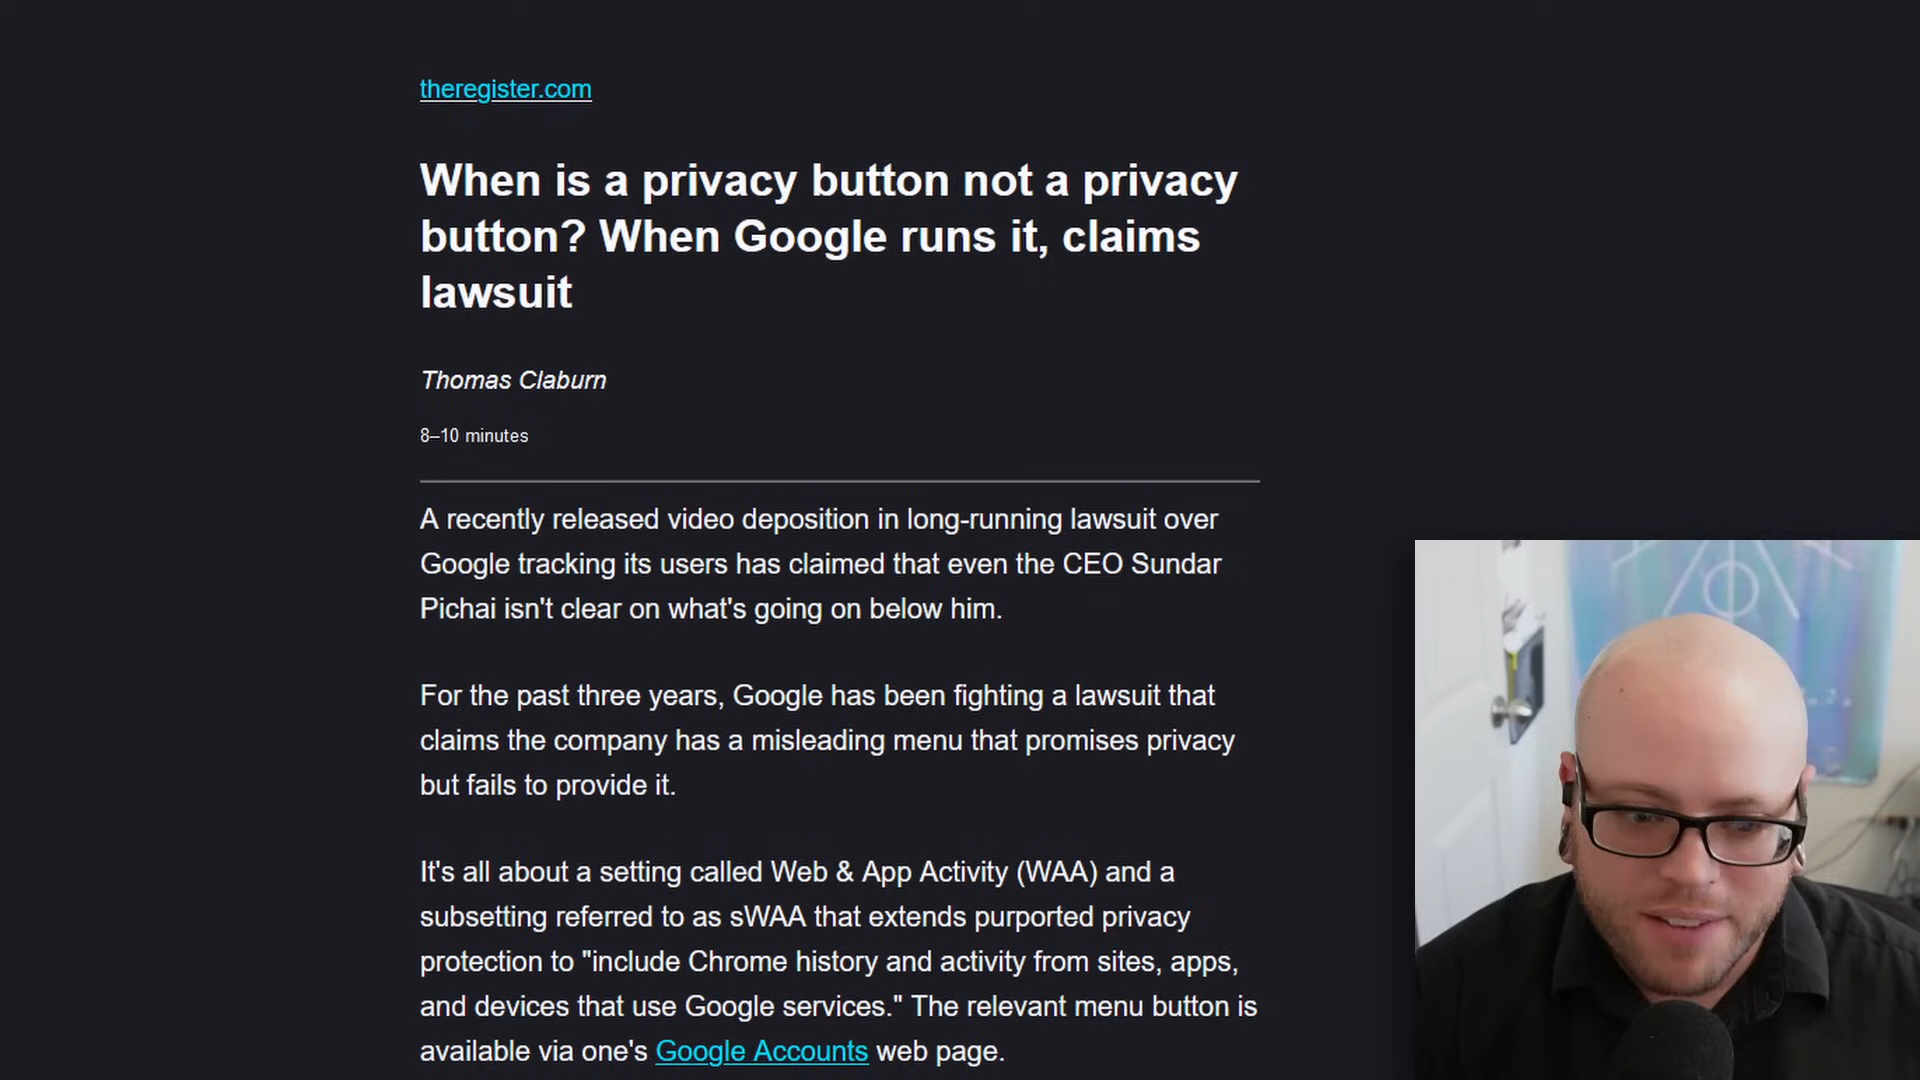 theregister.com
When is a privacy button not a privacy
button? When Google runs it, claims
lawsuit
Thomas Claburn
8–10 minutes
A recently released video deposition in long-running lawsuit over
Google tracking its users has claimed that even the CEO Sundar
Pichai isn't clear on what's going on below him.
For the past three years, Google has been fighting a lawsuit that
claims the company has a misleading menu that promises privacy
but fails to provide it.
It's all about a setting called Web & App Activity (WAA) and a
subsetting referred to as sWAA that extends purported privacy
protection to "include Chrome history and activity from sites, apps,
and devices that use Google services." The relevant menu button is
available via one's Google Accounts web page.